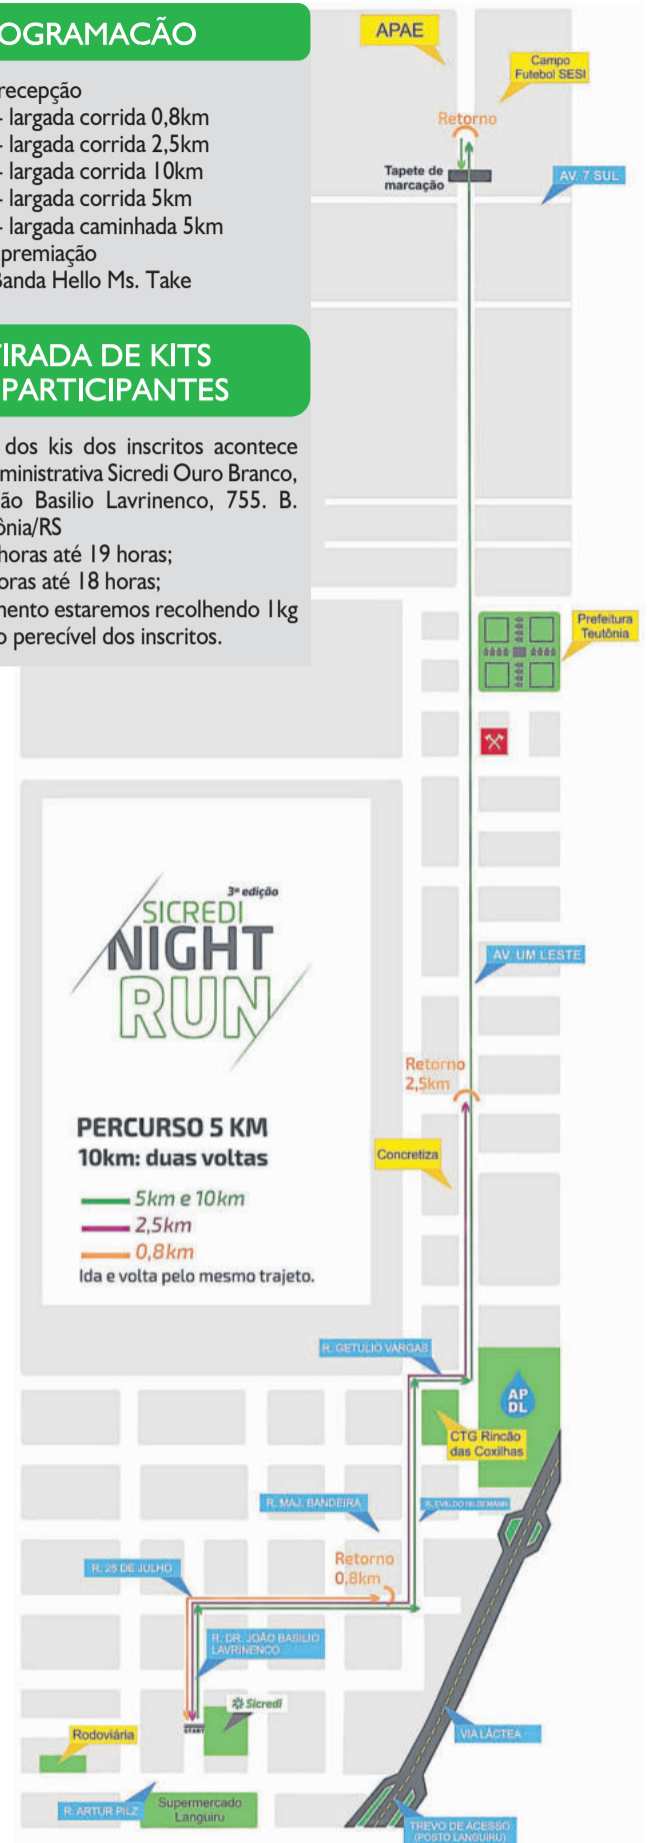 OGRAMACÃO
recepção
- largada corrida 0,8km
- largada corrida 2,5km
- largada corrida 10km
- largada corrida 5km
- largada caminhada 5km
premiação
Banda Hello Ms. Take
TIRADA DE KITS
PARTICIPANTES
dos kis dos inscritos acontece
ministrativa Sicredi Ouro Branco,
ão Basilio Lavrinenco, 755. B.
ônia/RS
horas até 19 horas;
oras até 18 horas;
mento estaremos recolhendo 1kg
o perecível dos inscritos.
APAE
Campo
Futebol SESI
Retorno
Tapete de
marcação
AV. 7 SUL
Prefeitura
Teutônia
3ª edição
SICREDI
NIGHT
RUN
AV. UM LESTE
Retorno
2,5km
PERCURSO 5 KM
10km: duas voltas
5km e 10km
2,5km
0,8km
Ida e volta pelo mesmo trajeto.
Concretiza
R. GETULIO VARGAS
AP
DL
CTG Rincão
das Coxilhas
R. MAJ. BANDEIRA
R. EVALDO HILGEMANN
Retorno
0,8km
R. 25 DE JULHO
R. DR. JOÃO BASILIO
LAVRINENCO
Sicredi
START
Rodoviária
VIA LÁCTEA
R. ARTUR PILZ
Supermercado
Languiru
TREVO DE ACESSO
(POSTO LANGUIRU)